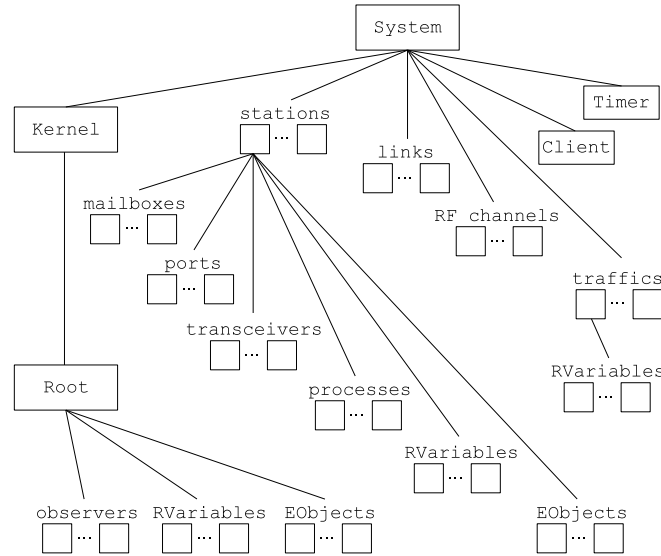 System
Timer
stations
Kernel
Client
links
mailboxes
RF channels
ports
traffics
transceivers
RVariables
Root
processes
RVariables
observers
RVariables
EObjects
EObjects